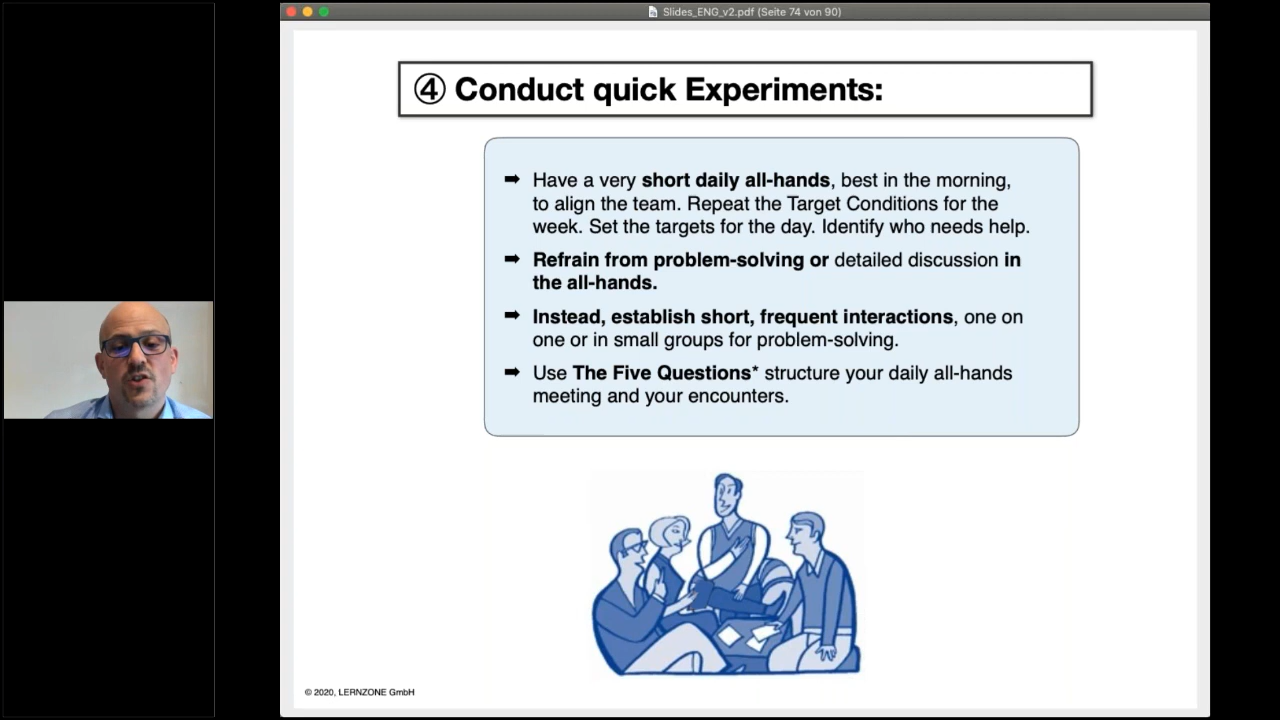 Slides_ENG_v2.pdf (Seite 74 von 90)
④ Conduct quick Experiments:
➡ Have a very short daily all-hands, best in the morning,
to align the team. Repeat the Target Conditions for the
week. Set the targets for the day. Identify who needs help.
➡ Refrain from problem-solving or detailed discussion in
the all-hands.
➡ Instead, establish short, frequent interactions, one on
one or in small groups for problem-solving.
➡ Use The Five Questions* structure your daily all-hands
meeting and your encounters.
© 2020, LERNZONE GmbH